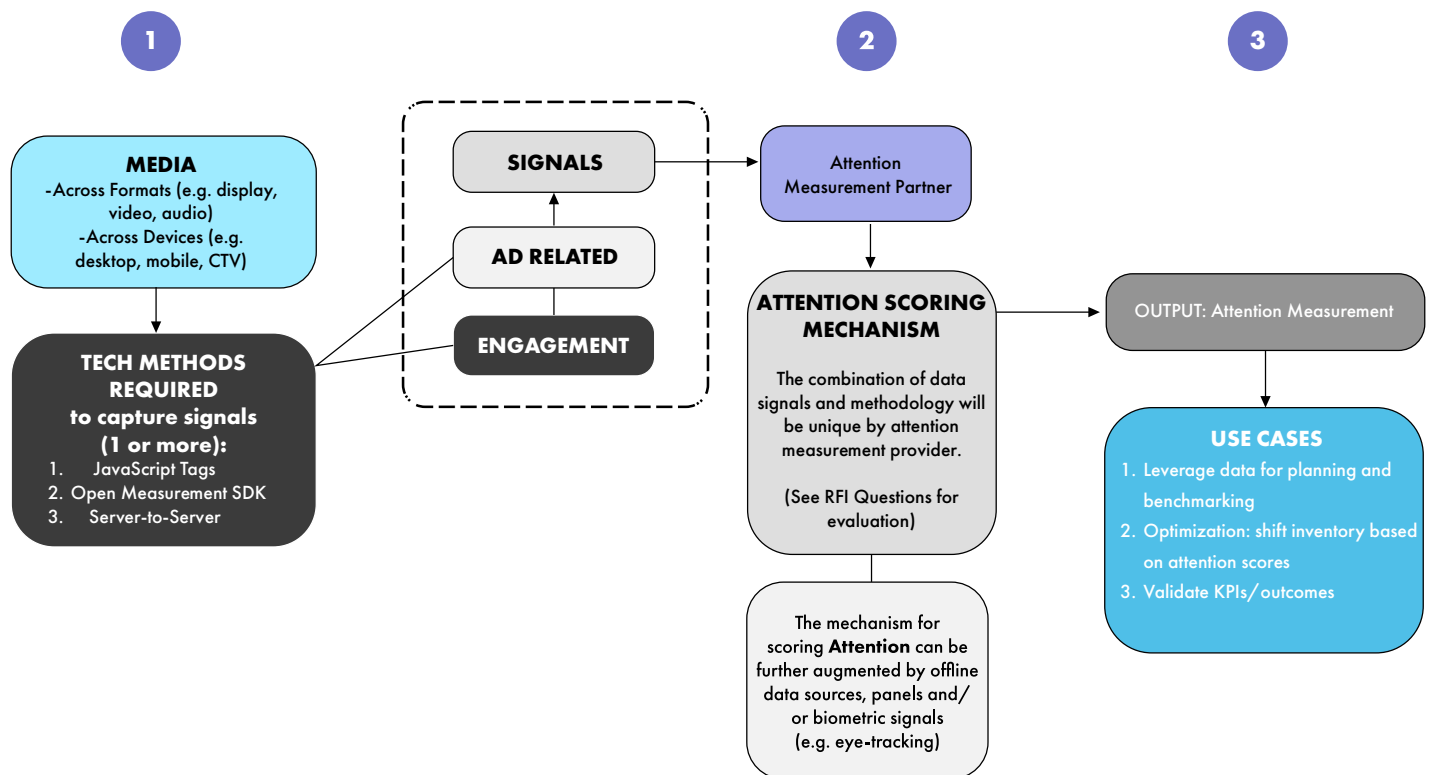 1
2
3
MEDIA
-Across Formats (e.g. display,
video, audio)
-Across Devices (e.g.
desktop, mobile, CTV)
TECH METHODS
REQUIRED
to capture signals
(1 or more):
1. JavaScript Tags
2. Open Measurement SDK
3. Server-to-Server
SIGNALS
AD RELATED
ENGAGEMENT
Attention
Measurement Partner
ATTENTION SCORING
MECHANISM
The combination of data
signals and methodology will
be unique by attention
measurement provider.
(See RFI Questions for
evaluation)
The mechanism for
scoring Attention can be
further augmented by offline
data sources, panels and/
or biometric signals
(e.g. eye-tracking)
OUTPUT: Attention Measurement
USE CASES
1. Leverage data for planning and
benchmarking
2. Optimization: shift inventory based
on attention scores
3. Validate KPIs/outcomes